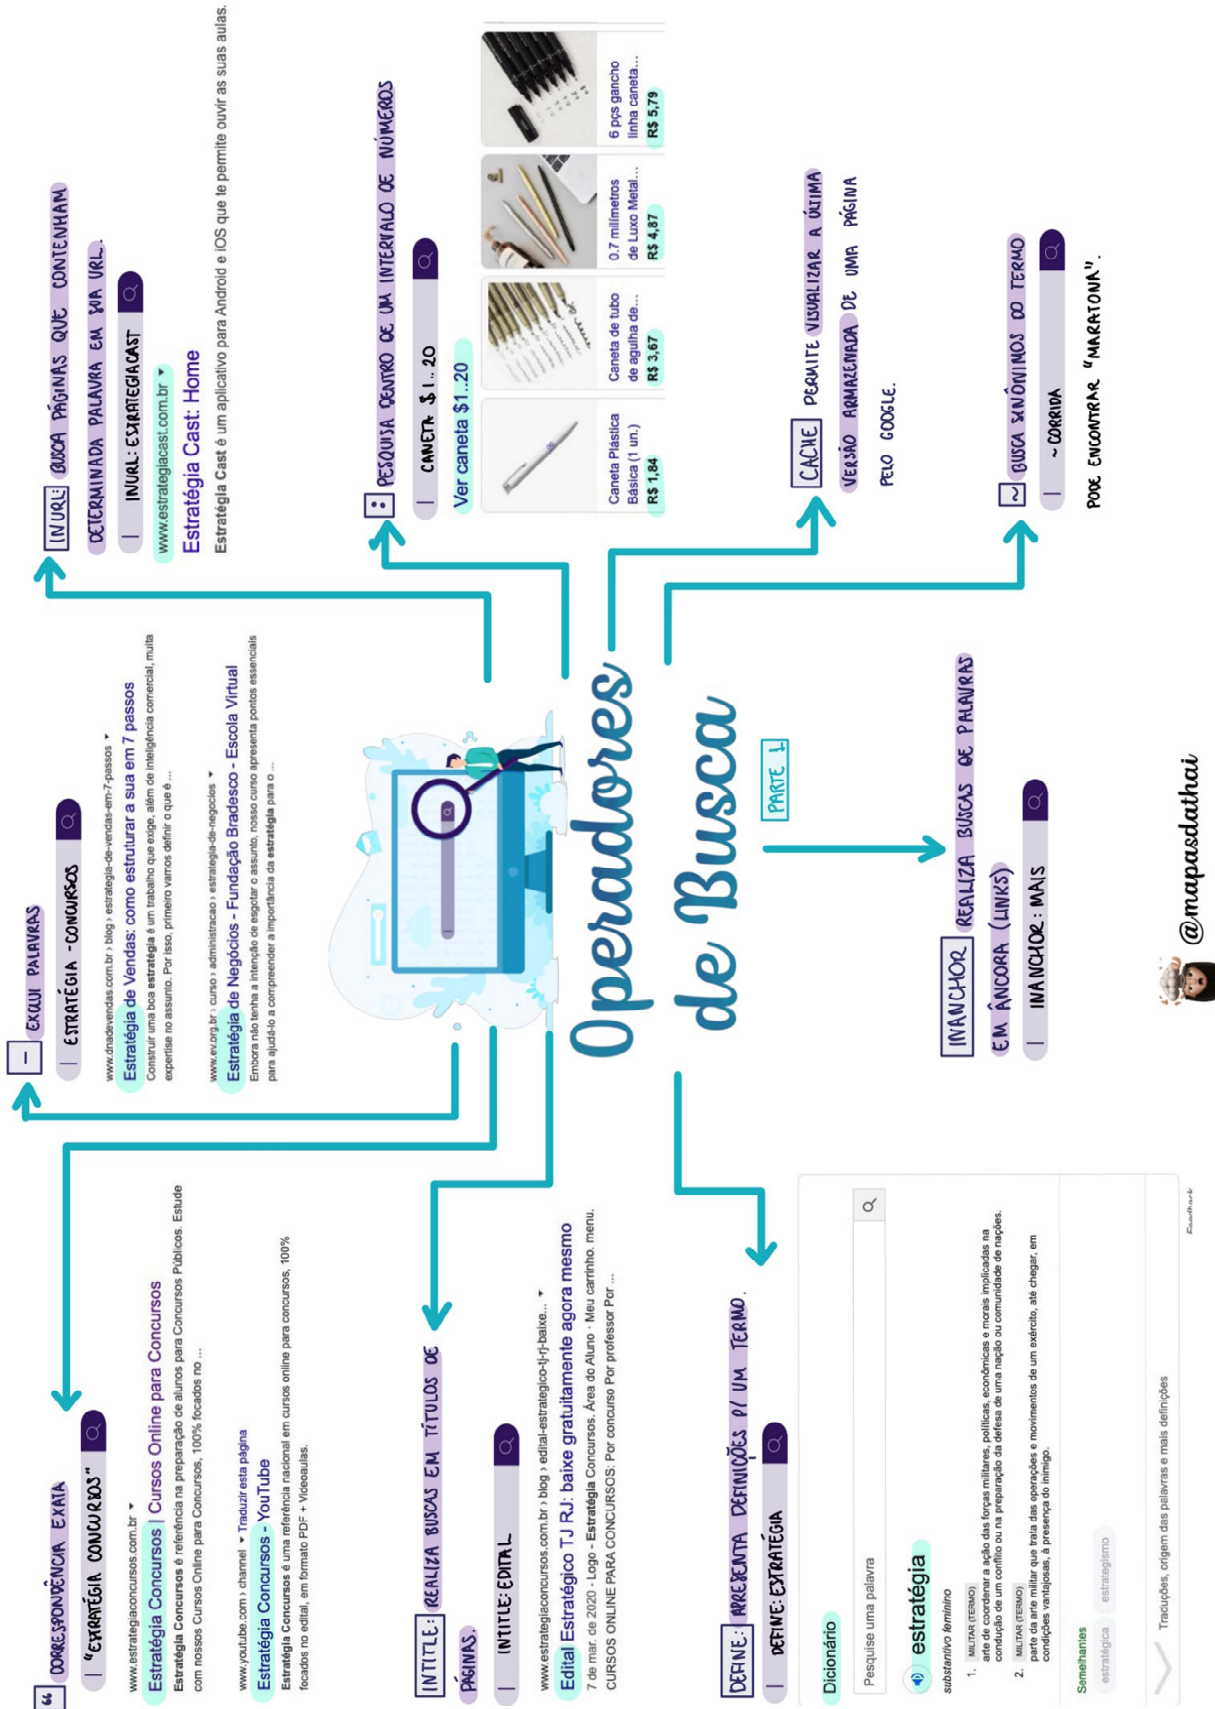 " CORRESPONDÊNCIA EXATA
"ESTRATÉGIA CONCURSOS"
www.estrategiaconcursos.com.br
Estratégia Concursos | Cursos Online para Concursos
Estratégia Concursos é referência na preparação de alunos para Concursos Públicos. Estude
com nossos Cursos Online para Concursos, 100% focados no ...
www.youtube.com › channel ▾ Traduzir esta página
Estratégia Concursos - YouTube
Estratégia Concursos é uma referência nacional em cursos online para concursos, 100%
focados no edital, em formato PDF + Videoaulas.
– EXCLUI PALAVRAS
ESTRATÉGIA -CONCURSOS
www.dnadevendas.com.br › blog › estrategia-de-vendas-em-7-passos
Estratégia de Vendas: como estruturar a sua em 7 passos
Construir uma boa estratégia é um trabalho que exige, além de inteligência comercial, muita
expertise no assunto. Por isso, primeiro vamos definir o que é ...
www.ev.org.br › curso › administracao › estrategia-de-negocios
Estratégia de Negócios - Fundação Bradesco - Escola Virtual
Embora não tenha a intenção de esgotar o assunto, nosso curso apresenta pontos essenciais
para ajudá-lo a compreender a importância da estratégia para o ...
INURL: BUSCA PÁGINAS QUE CONTENHAM
DETERMINADA PALAVRA EM SUA URL.
INURL: ESTRATEGIACAST
www.estrategiacast.com.br
Estratégia Cast: Home
Estratégia Cast é um aplicativo para Android e iOS que te permite ouvir as suas aulas.
INTITLE: REALIZA BUSCAS EM TÍTULOS DE
PÁGINAS.
INTITLE: EDITAL
www.estrategiaconcursos.com.br › blog › edital-estrategico-tj-rj-baixe...
Edital Estratégico TJ RJ: baixe gratuitamente agora mesmo
7 de mar. de 2020 - Logo - Estratégia Concursos. Área do Aluno · Meu carrinho. menu.
CURSOS ONLINE PARA CONCURSOS: Por concurso Por professor Por ...
: PESQUISA DENTRO DE UM INTERVALO DE NÚMEROS
CANETA $1..20
Ver caneta $1..20
Caneta Plástica
Básica (1 un.)
R$ 1,84
Caneta de tubo
de agulha de...
R$ 3,67
0.7 milímetros
de Luxo Metal...
R$ 4,87
6 pçs gancho
linha caneta...
R$ 5,79
Operadores
de Busca
PARTE 1
DEFINE: APRESENTA DEFINIÇÕES P/ UM TERMO.
DEFINE: ESTRATÉGIA
Dicionário
Pesquise uma palavra
estratégia
substantivo feminino
1. MILITAR (TERMO)
arte de coordenar a ação das forças militares, políticas, econômicas e morais implicadas na
condução de um conflito ou na preparação da defesa de uma nação ou comunidade de nações.
2. MILITAR (TERMO)
parte da arte militar que trata das operações e movimentos de um exército, até chegar, em
condições vantajosas, à presença do inimigo.
Semelhantes
estratégica estrategismo
Traduções, origem das palavras e mais definições
Feedback
INANCHOR REALIZA BUSCAS DE PALAVRAS
EM ÂNCORA (LINKS)
INANCHOR: MAIS
CACHE PERMITE VISUALIZAR A ÚLTIMA
VERSÃO ARMAZENADA DE UMA PÁGINA
PELO GOOGLE.
~ BUSCA SINÔNIMOS DO TERMO
~CORRIDA
PODE ENCONTRAR "MARATONA".
@mapasdathai